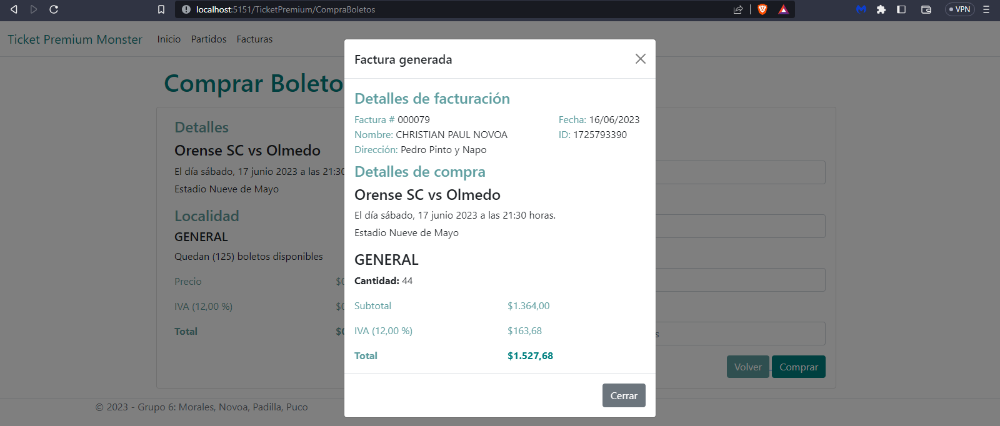 localhost:5151/TicketPremium/CompraBoletos
VPN
Ticket Premium Monster Inicio Partidos Facturas
Comprar Boleto
Detalles
Orense SC vs Olmedo
El día sábado, 17 junio 2023 a las 21:30
Estadio Nueve de Mayo
Localidad
GENERAL
Quedan (125) boletos disponibles
Precio $
IVA (12,00 %) $
Total $
Factura generada
Detalles de facturación
Factura # 000079 Fecha: 16/06/2023
Nombre: CHRISTIAN PAUL NOVOA ID: 1725793390
Dirección: Pedro Pinto y Napo
Detalles de compra
Orense SC vs Olmedo
El día sábado, 17 junio 2023 a las 21:30 horas.
Estadio Nueve de Mayo
GENERAL
Cantidad: 44
Subtotal $1.364,00
IVA (12,00 %) $163,68
Total $1.527,68
Cerrar
s
Volver Comprar
© 2023 - Grupo 6: Morales, Novoa, Padilla, Puco